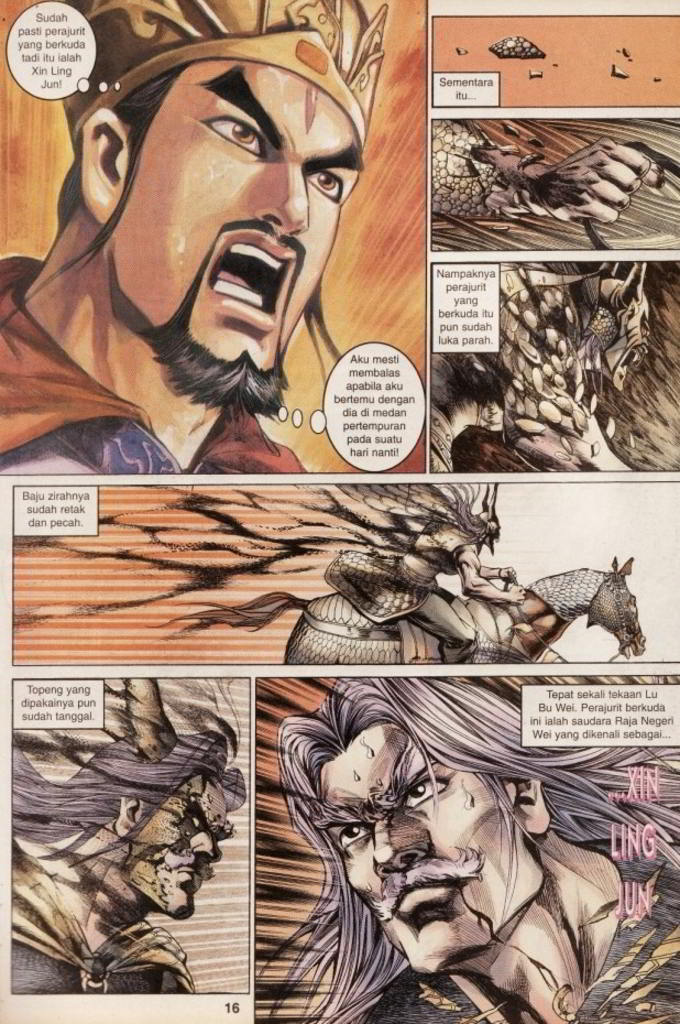 Sudah
pasti perajurit
yang berkuda
tadi itu ialah
Xin Ling
Jun!
Aku mesti
membalas
apabila aku
bertemu dengan
dia di medan
pertempuran
pada suatu
hari nanti!
Sementara
itu...
Nampaknya
perajurit
yang
berkuda itu
pun sudah
luka parah.
Baju zirahnya
sudah retak
dan pecah.
Topeng yang
dipakainya pun
sudah tanggal.
Tepat sekali tekaan Lu
Bu Wei. Perajurit berkuda
ini ialah saudara Raja Negeri
Wei yang dikenali sebagai...
...XIN
LING
JUN
16